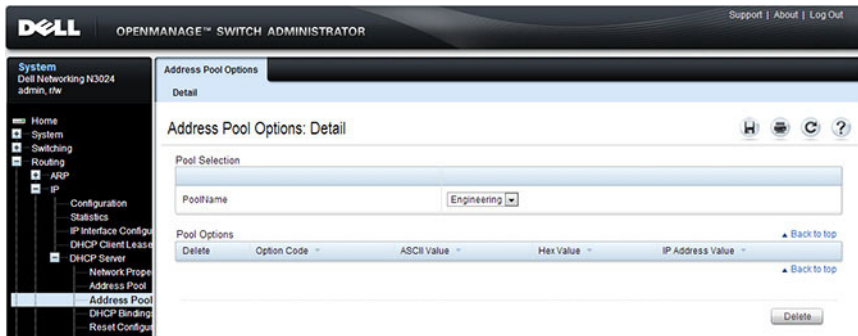 DELL
OPENMANAGE™ SWITCH ADMINISTRATOR
Support | About | Log Out
System
Dell Networking N3024
admin, r/w
Home
System
Switching
Routing
ARP
IP
Configuration
Statistics
IP Interface Configu
DHCP Client Lease
DHCP Server
Network Prope
Address Pool
Address Pool
DHCP Binding
Reset Configur
Address Pool Options
Detail
Address Pool Options: Detail
Pool Selection
PoolName
Engineering
Pool Options
Back to top
Delete Option Code ASCII Value Hex Value IP Address Value
Back to top
Delete